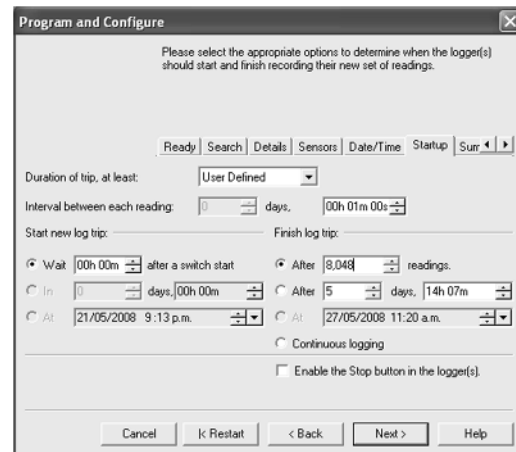 Program and Configure
Please select the appropriate options to determine when the logger(s)
should start and finish recording their new set of readings.
Ready Search Details Sensors Date/Time Startup Sum
Duration of trip, at least: User Defined
Interval between each reading: 0 days, 00h 01m 00s
Start new log trip: Finish log trip:
Wait 00h 00m after a switch start After 8,048 readings.
In 0 days, 00h 00m After 5 days, 14h 07m
At 21/05/2008 9:13 p.m. At 27/05/2008 11:20 a.m.
Continuous logging
Enable the Stop button in the logger(s).
Cancel |< Restart < Back Next > Help